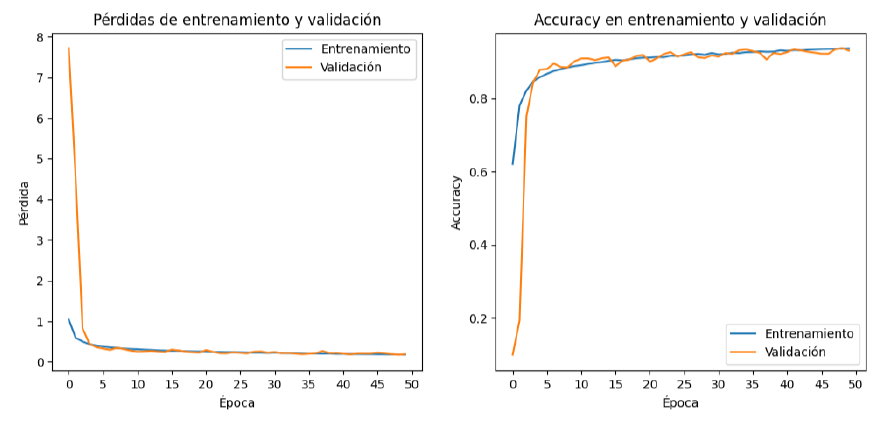 Pérdidas de entrenamiento y validación
Pérdida
8
7
6
5
4
3
2
1
0
Entrenamiento
Validación
0 5 10 15 20 25 30 35 40 45 50
Época
Accuracy en entrenamiento y validación
Accuracy
0.8
0.6
0.4
0.2
Entrenamiento
Validación
0 5 10 15 20 25 30 35 40 45 50
Época